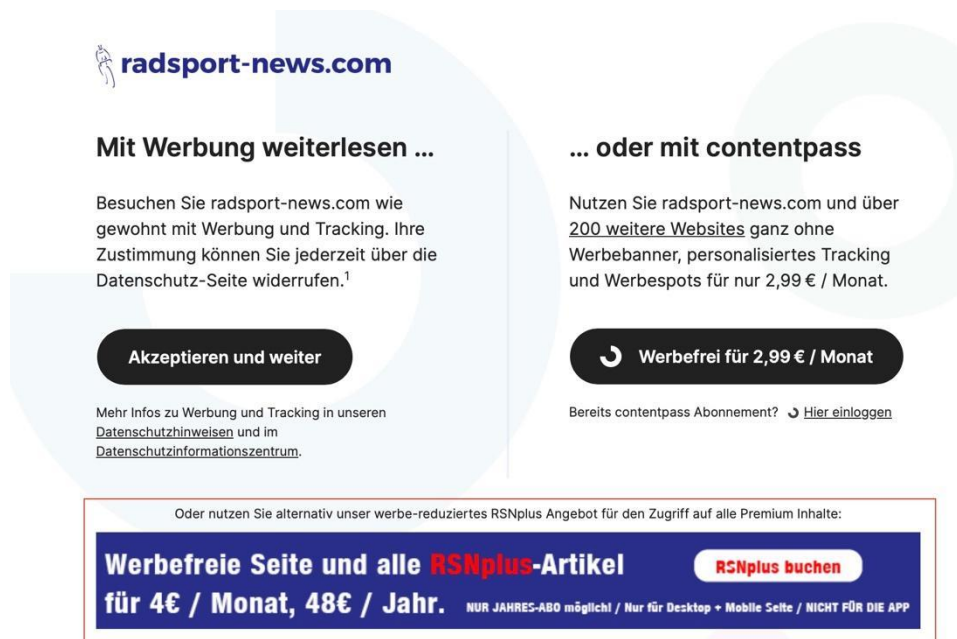 radsport-news.com
Mit Werbung weiterlesen ...
Besuchen Sie radsport-news.com wie
gewohnt mit Werbung und Tracking. Ihre
Zustimmung können Sie jederzeit über die
Datenschutz-Seite widerrufen.¹
Akzeptieren und weiter
Mehr Infos zu Werbung und Tracking in unseren
Datenschutzhinweisen und im
Datenschutzinformationszentrum.
... oder mit contentpass
Nutzen Sie radsport-news.com und über
200 weitere Websites ganz ohne
Werbebanner, personalisiertes Tracking
und Werbespots für nur 2,99 € / Monat.
Werbefrei für 2,99 € / Monat
Bereits contentpass Abonnement? Hier einloggen
Oder nutzen Sie alternativ unser werbe-reduziertes RSNplus Angebot für den Zugriff auf alle Premium Inhalte:
Werbefreie Seite und alle RSNplus-Artikel
RSNplus buchen
für 4€ / Monat, 48€ / Jahr. NUR JAHRES-ABO möglich! / Nur für Desktop + Mobile Seite / NICHT FÜR DIE APP